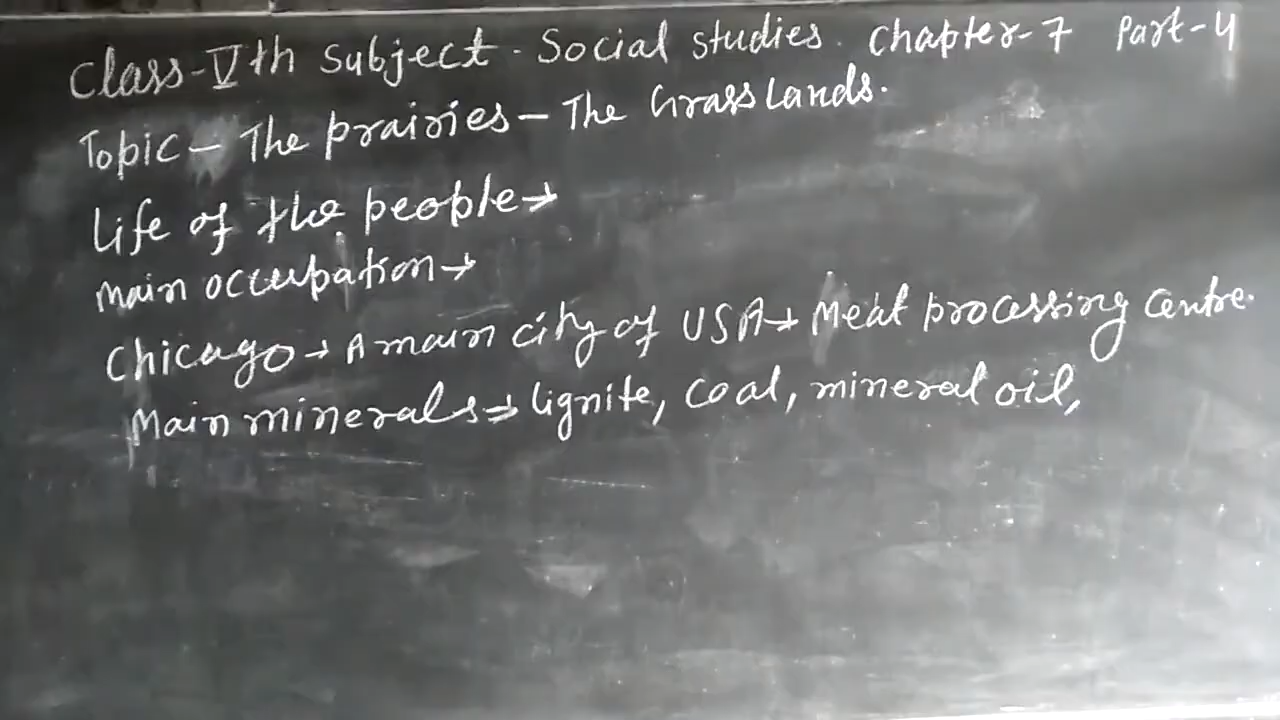 Class-Vth Subject - Social studies. Chapter-7 Part-4
Topic - The prairies - The Grass Lands.
Life of the people →
Main occupation →
Chicago → A main city of USA → Meat processing centre.
Main minerals → Lignite, Coal, mineral oil,